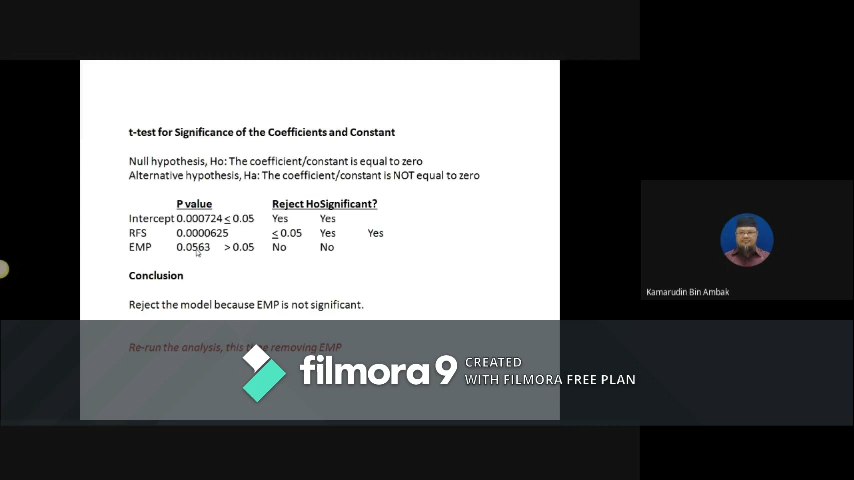 t-test for Significance of the Coefficients and Constant
Null hypothesis, Ho: The coefficient/constant is equal to zero
Alternative hypothesis, Ha: The coefficient/constant is NOT equal to zero
P value Reject HoSignificant?
Intercept 0.000724 ≤ 0.05 Yes Yes
RFS 0.0000625 ≤ 0.05 Yes Yes
EMP 0.0563 > 0.05 No No
Conclusion
Reject the model because EMP is not significant.
Re-run the analysis, this time removing EMP
filmora 9 CREATED
WITH FILMORA FREE PLAN
Kamarudin Bin Ambak